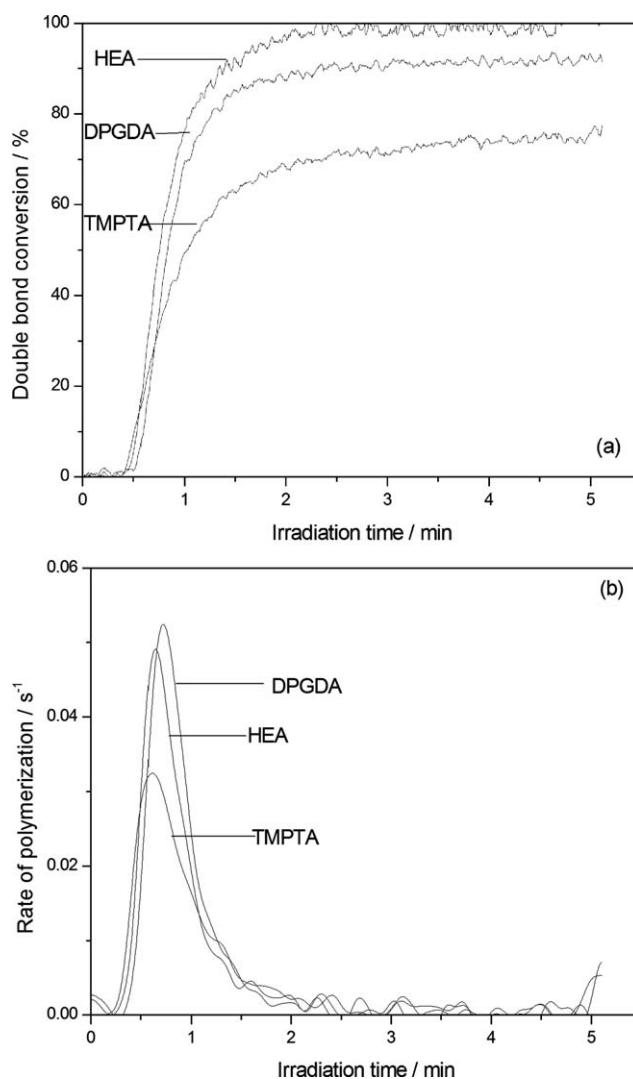 100
80
60
40
20
0
Double bond conversion / %
HEA
DPGDA
TMPTA
(a)
0 1 2 3 4 5
Irradiation time / min
0.06
0.04
0.02
0.00
Rate of polymerization / s⁻¹
(b)
DPGDA
HEA
TMPTA
0 1 2 3 4 5
Irradiation time / min